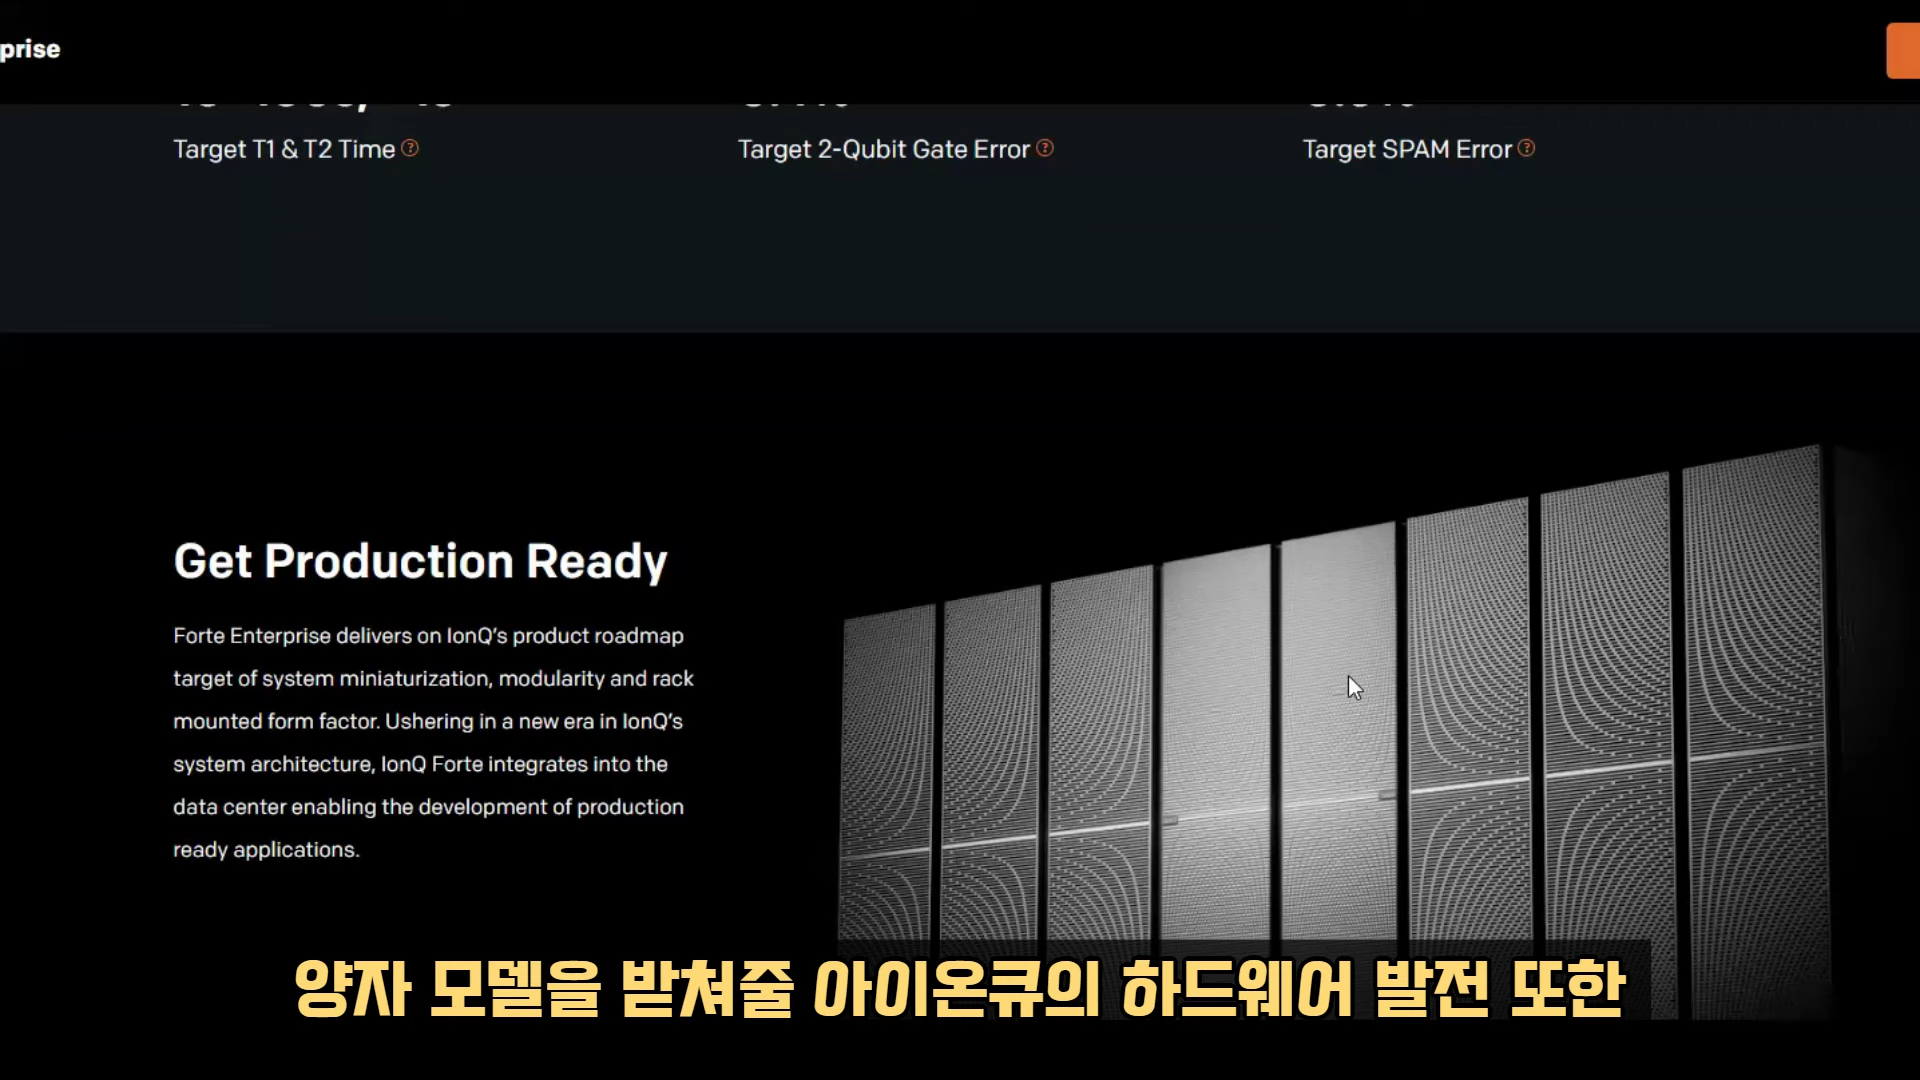 prise
Target T1 & T2 Time
Target 2-Qubit Gate Error
Target SPAM Error
Get Production Ready
Forte Enterprise delivers on IonQ's product roadmap
target of system miniaturization, modularity and rack
mounted form factor. Ushering in a new era in IonQ's
system architecture, IonQ Forte integrates into the
data center enabling the development of production
ready applications.
양자 모델을 받쳐줄 아이온큐의 하드웨어 발전 또한